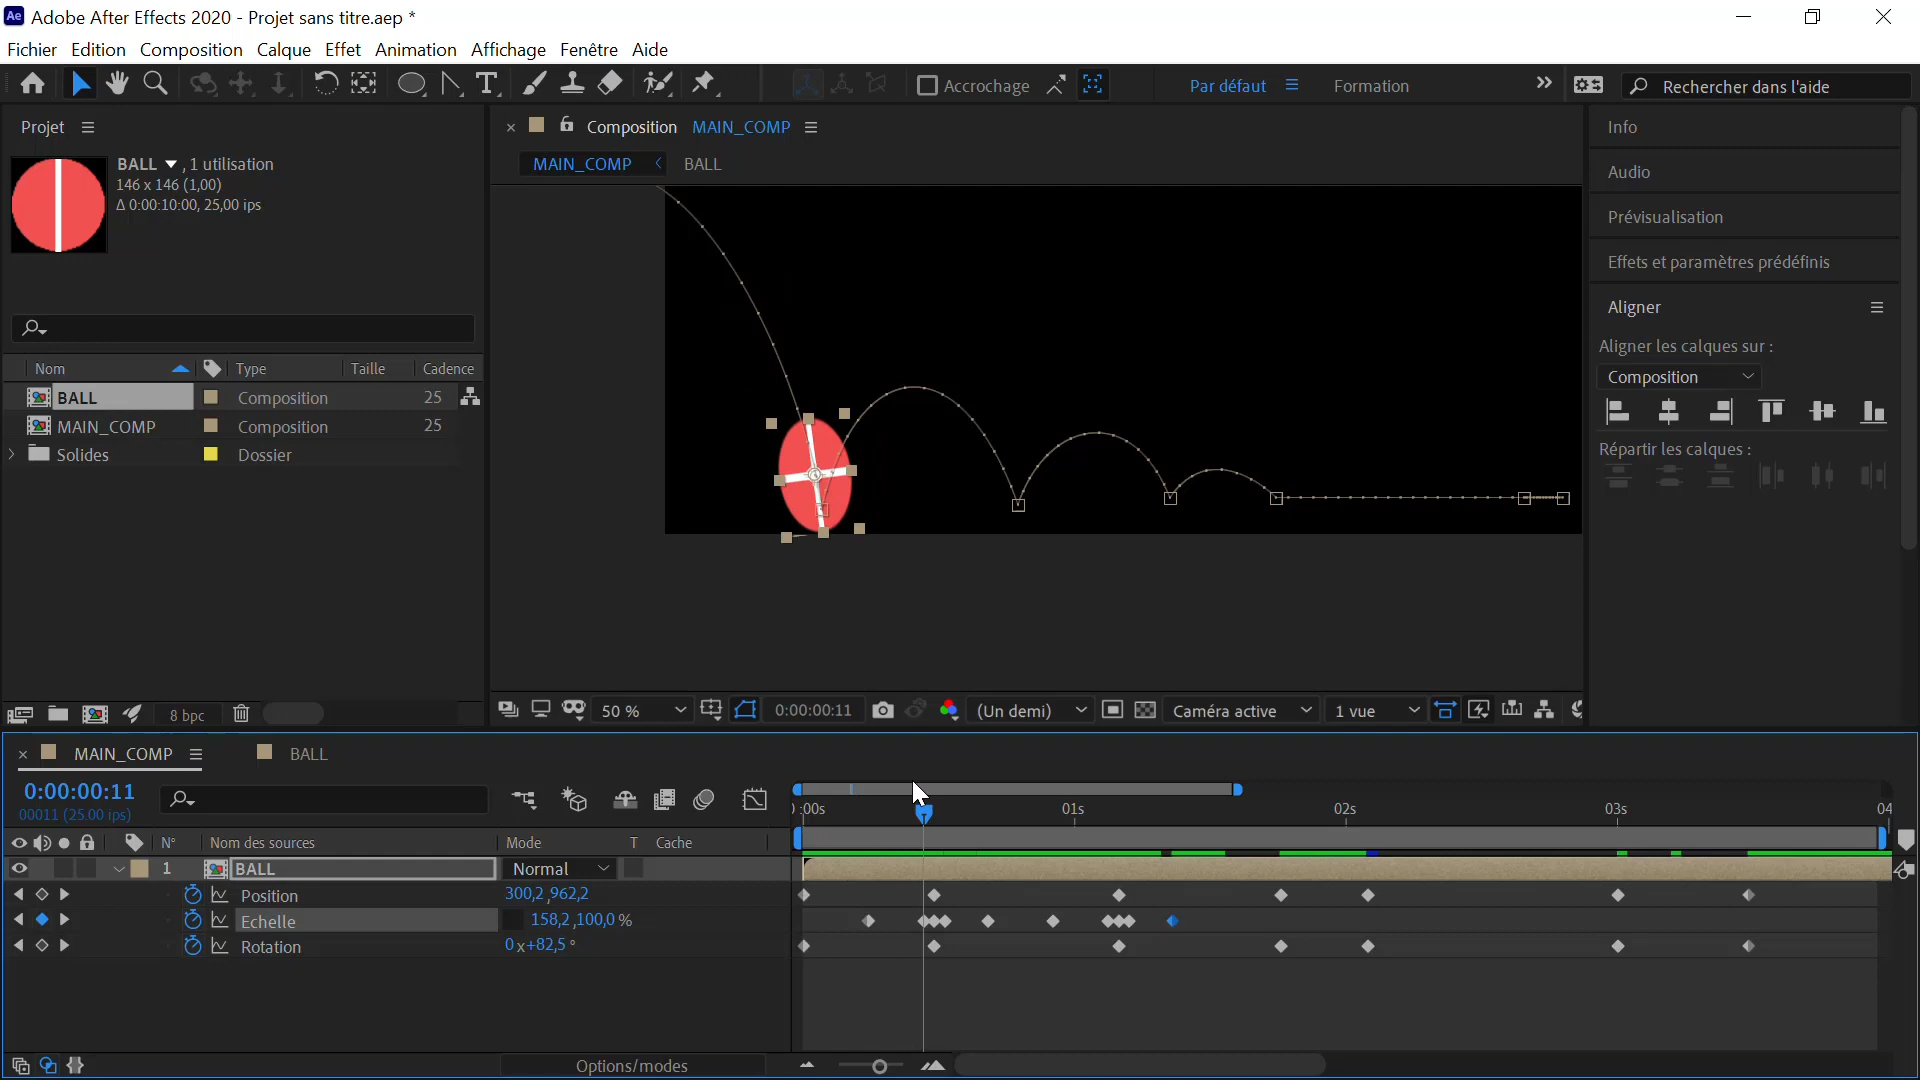 Ae Adobe After Effects 2020 - Projet sans titre.aep *
Fichier Edition Composition Calque Effet Animation Affichage Fenêtre Aide
Accrochage Par défaut Formation Rechercher dans l'aide
Projet
BALL , 1 utilisation
146 x 146 (1,00)
Δ 0:00:10:00, 25,00 ips
Nom Type Taille Cadence
BALL Composition 25
MAIN_COMP Composition 25
Solides Dossier
8 bpc
Composition MAIN_COMP
MAIN_COMP BALL
50 % 0:00:00:11 (Un demi) Caméra active 1 vue
Info
Audio
Prévisualisation
Effets et paramètres prédéfinis
Aligner
Aligner les calques sur :
Composition
Répartir les calques :
MAIN_COMP BALL
0:00:00:11
00011 (25.00 ips)
:00s 01s 02s 03s 04
N° Nom des sources Mode T Cache
1 BALL Normal
Position 300,2 ,962,2
Echelle 158,2 ,100,0 %
Rotation 0 x+82,5 °
Options/modes